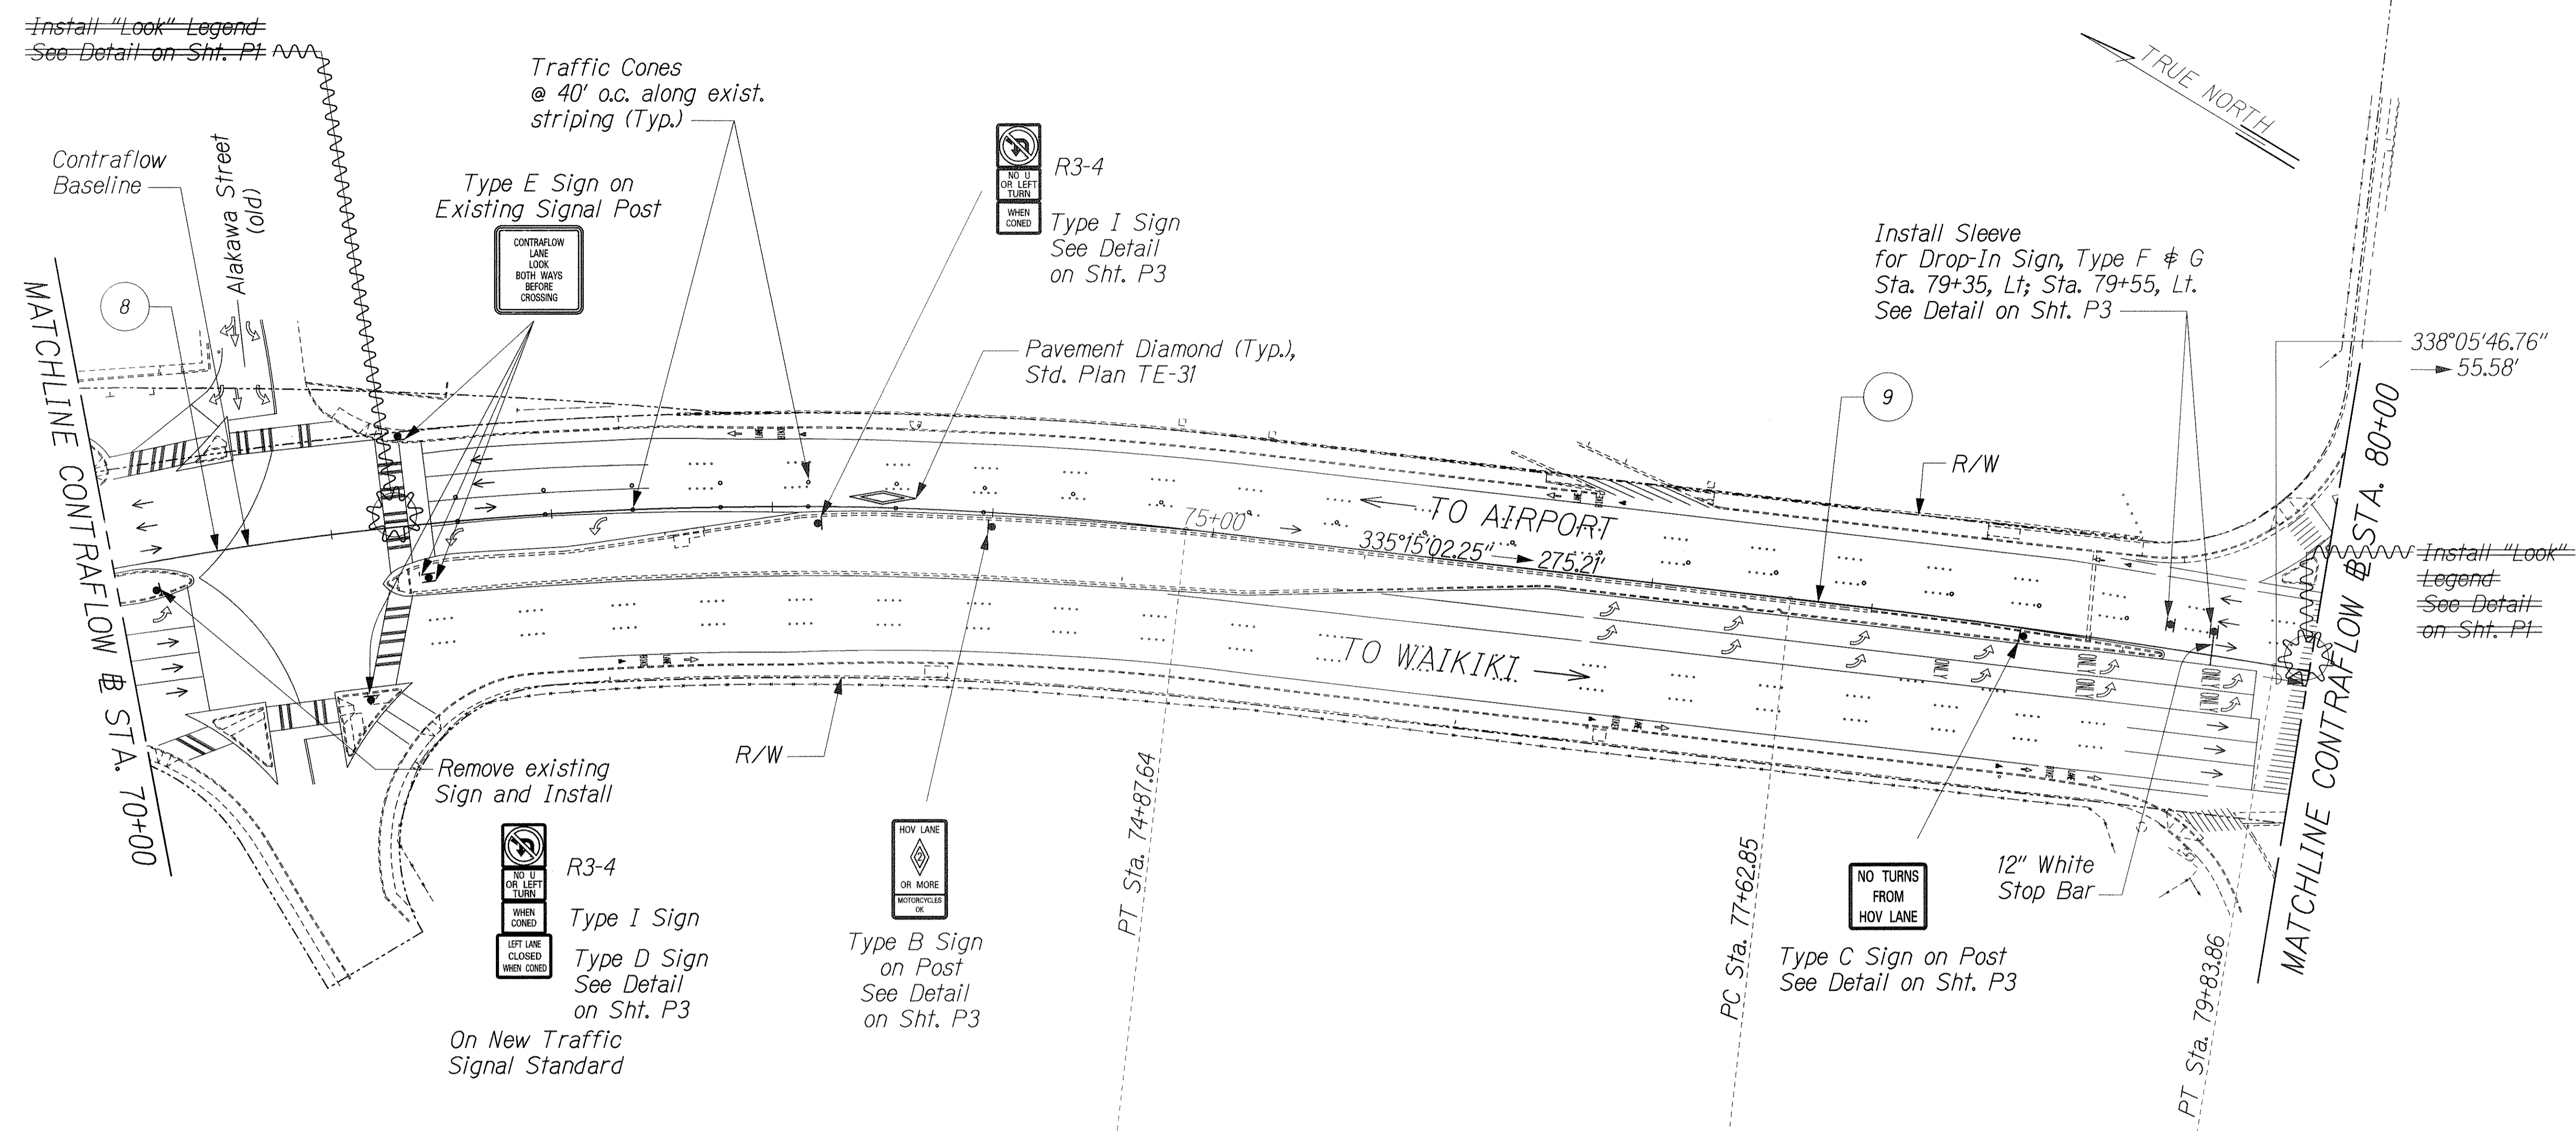 Install "Look" Legend
See Detail on Sht. P1
Traffic Cones
@ 40' o.c. along exist.
striping (Typ.)
TRUE NORTH
Contraflow
Baseline
Alakawa Street
(old)
Type E Sign on
Existing Signal Post
CONTRAFLOW
LANE
LOOK
BOTH WAYS
BEFORE
CROSSING
NO U
OR LEFT
TURN
WHEN
CONED
R3-4
Type I Sign
See Detail
on Sht. P3
Install Sleeve
for Drop-In Sign, Type F & G
Sta. 79+35, Lt; Sta. 79+55, Lt.
See Detail on Sht. P3
8
MATCHLINE CONTRAFLOW B STA. 70+00
Pavement Diamond (Typ.),
Std. Plan TE-31
338°05'46.76"
55.58'
9
R/W
MATCHLINE CONTRAFLOW B STA. 80+00
75+00
TO AIRPORT
335°15'02.25"
275.21'
Install "Look"
Legend
See Detail
on Sht. P1
TO WAIKIKI
ONLY
ONLY
ONLY
ONLY
ONLY
R/W
Remove existing
Sign and Install
NO U
OR LEFT
TURN
WHEN
CONED
LEFT LANE
CLOSED
WHEN CONED
R3-4
Type I Sign
Type D Sign
See Detail
on Sht. P3
On New Traffic
Signal Standard
HOV LANE
2
OR MORE
MOTORCYCLES
OK
Type B Sign
on Post
See Detail
on Sht. P3
PT Sta. 74+87.64
PC Sta. 77+62.85
NO TURNS
FROM
HOV LANE
Type C Sign on Post
See Detail on Sht. P3
12" White
Stop Bar
PT Sta. 79+83.86